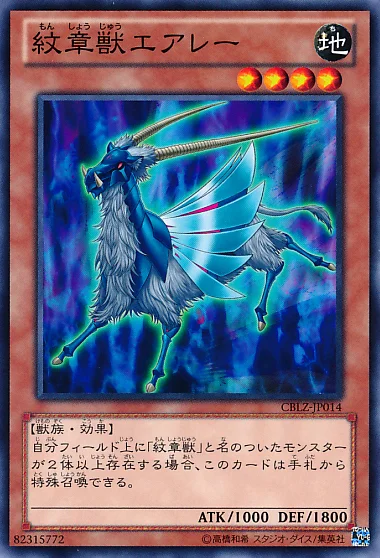 紋章獣エアレー
地
CBLZ-JP014
【獣族・効果】
自分フィールド上に「紋章獣」と名のついたモンスター
が２体以上存在する場合、このカードは手札から
特殊召喚できる。
ATK/1000 DEF/1800
82315772
©高橋和希 スタジオ・ダイス/集英社